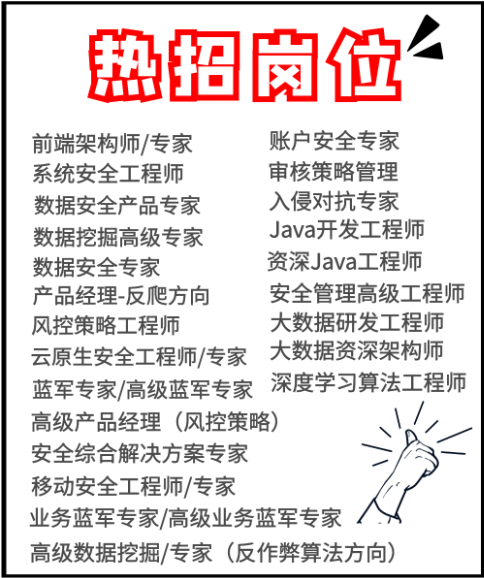 热招岗位
前端架构师/专家
系统安全工程师
数据安全产品专家
数据挖掘高级专家
数据安全专家
产品经理-反爬方向
风控策略工程师
云原生安全工程师/专家
蓝军专家/高级蓝军专家
高级产品经理（风控策略）
安全综合解决方案专家
移动安全工程师/专家
业务蓝军专家/高级业务蓝军专家
高级数据挖掘/专家（反作弊算法方向）
账户安全专家
审核策略管理
入侵对抗专家
Java开发工程师
资深Java工程师
安全管理高级工程师
大数据研发工程师
大数据资深架构师
深度学习算法工程师